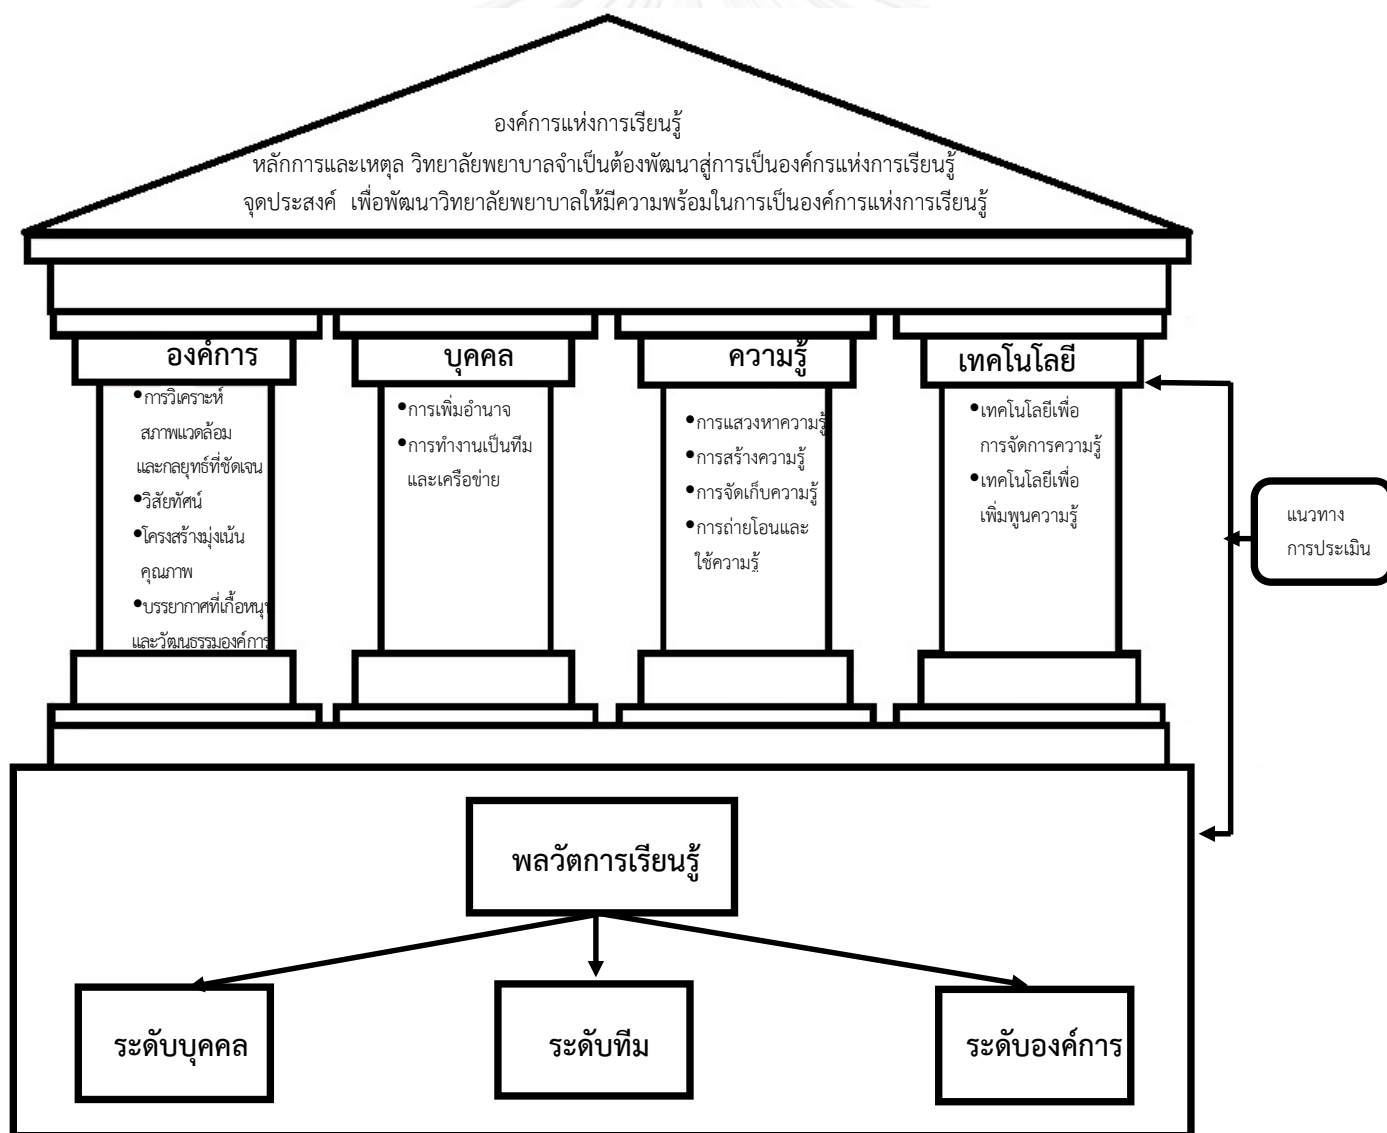 องค์การแห่งการเรียนรู้
หลักการและเหตุล วิทยาลัยพยาบาลจำเป็นต้องพัฒนาสู่การเป็นองค์กรแห่งการเรียนรู้
จุดประสงค์ เพื่อพัฒนาวิทยาลัยพยาบาลให้มีความพร้อมในการเป็นองค์การแห่งการเรียนรู้
องค์การ
•การวิเคราะห์
สภาพแวดล้อม
และกลยุทธ์ที่ชัดเจน
•วิสัยทัศน์
•โครงสร้างมุ่งเน้น
คุณภาพ
•บรรยากาศที่เกื้อหนุน
และวัฒนธรรมองค์การ
บุคคล
•การเพิ่มอำนาจ
•การทำงานเป็นทีม
และเครือข่าย
ความรู้
•การแสวงหาความรู้
•การสร้างความรู้
•การจัดเก็บความรู้
•การถ่ายโอนและ
ใช้ความรู้
เทคโนโลยี
•เทคโนโลยีเพื่อ
การจัดการความรู้
•เทคโนโลยีเพื่อ
เพิ่มพูนความรู้
แนวทาง
การประเมิน
พลวัตการเรียนรู้
ระดับบุคคล
ระดับทีม
ระดับองค์การ